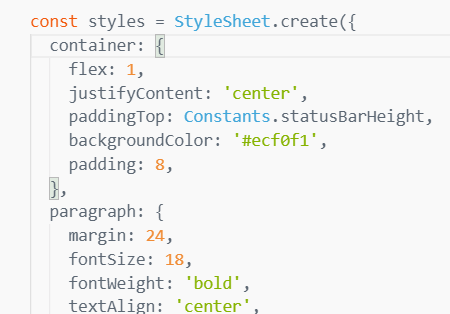 const styles = StyleSheet.create({
  container: {
    flex: 1,
    justifyContent: 'center',
    paddingTop: Constants.statusBarHeight,
    backgroundColor: '#ecf0f1',
    padding: 8,
  },
  paragraph: {
    margin: 24,
    fontSize: 18,
    fontWeight: 'bold',
    textAlign: 'center',